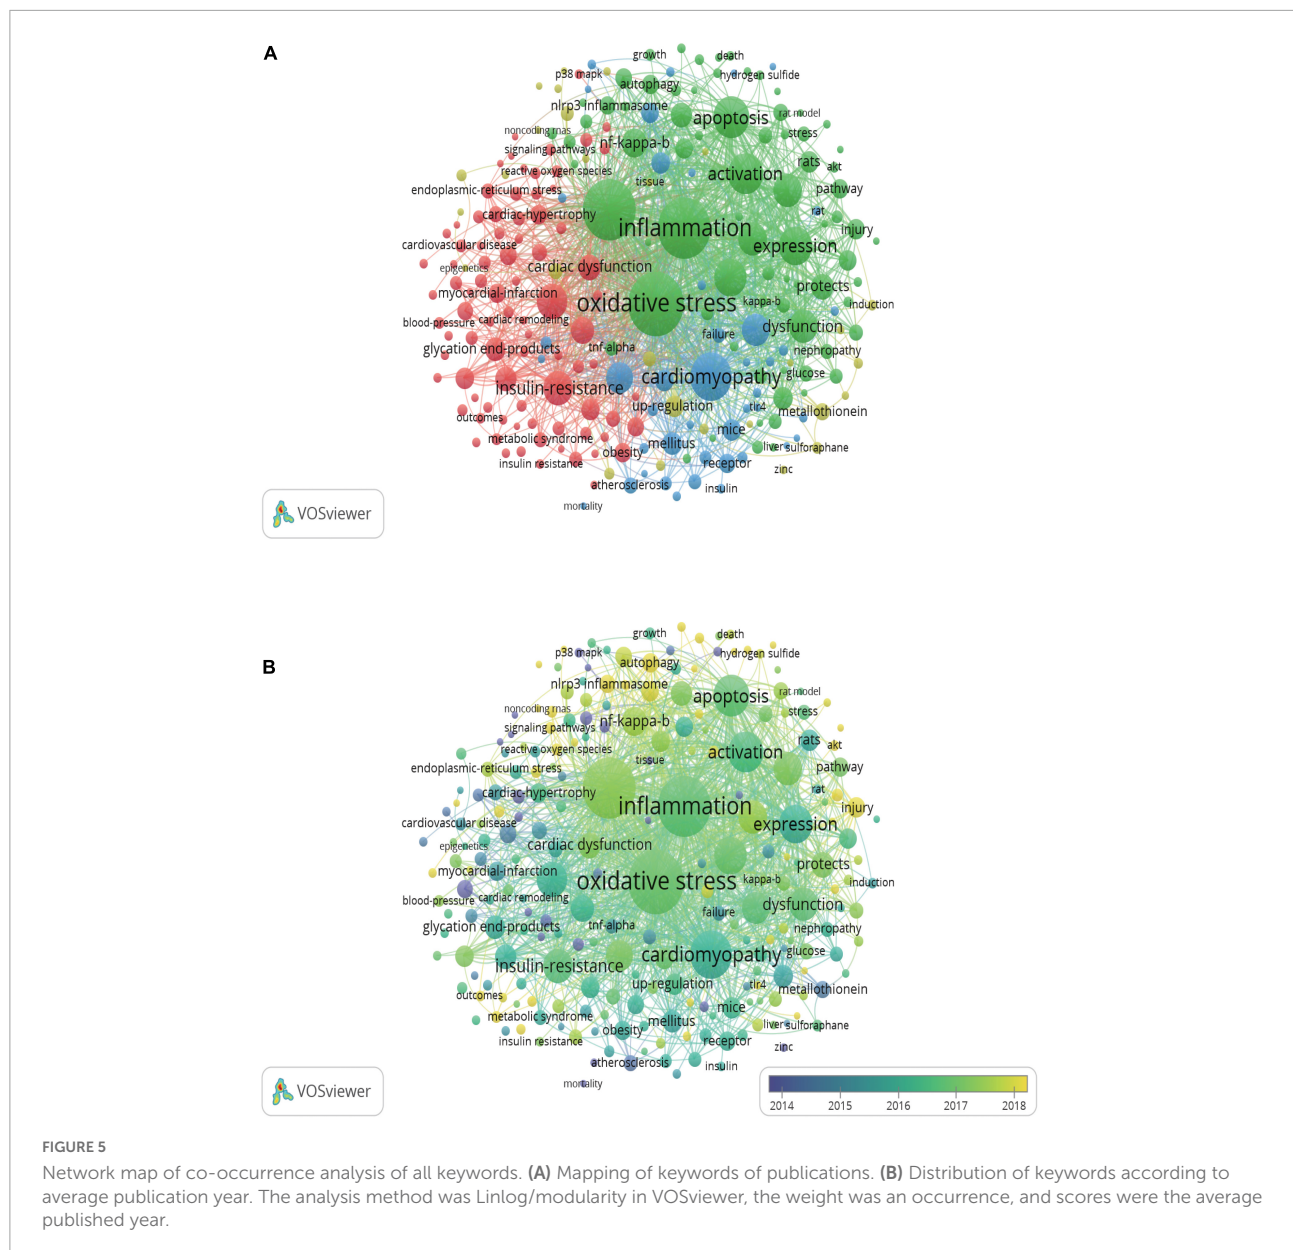 A
growth
death
p38 mapk
hydrogen sulfide
autophagy
nlrp3 inflammasome
apoptosis
rat model
noncoding rnas
stress
nf-kappa-b
signaling pathways
rats
akt
reactive oxygen species
activation
tissue
pathway
endoplasmic-reticulum stress
rat
cardiac-hypertrophy
inflammation
injury
cardiovascular disease
expression
epigenetics
cardiac dysfunction
protects
myocardial-infarction
oxidative stress
kappa-b
induction
blood-pressure
cardiac remodeling
failure
dysfunction
glycation end-products
tnf-alpha
nephropathy
cardiomyopathy
glucose
insulin-resistance
up-regulation
tlr4
metallothionein
outcomes
mice
metabolic syndrome
mellitus
liver
sulforaphane
obesity
insulin resistance
receptor
zinc
atherosclerosis
insulin
mortality
VOSviewer
B
growth
death
p38 mapk
hydrogen sulfide
autophagy
nlrp3 inflammasome
apoptosis
rat model
noncoding rnas
stress
nf-kappa-b
signaling pathways
rats
akt
reactive oxygen species
activation
tissue
pathway
endoplasmic-reticulum stress
rat
cardiac-hypertrophy
inflammation
injury
cardiovascular disease
expression
epigenetics
cardiac dysfunction
protects
myocardial-infarction
oxidative stress
kappa-b
induction
blood-pressure
cardiac remodeling
failure
dysfunction
glycation end-products
tnf-alpha
nephropathy
cardiomyopathy
glucose
insulin-resistance
up-regulation
tlr4
metallothionein
outcomes
mice
metabolic syndrome
mellitus
liver
sulforaphane
obesity
insulin resistance
receptor
zinc
atherosclerosis
insulin
mortality
VOSviewer
2014 2015 2016 2017 2018
FIGURE 5
Network map of co-occurrence analysis of all keywords. (A) Mapping of keywords of publications. (B) Distribution of keywords according to
average publication year. The analysis method was Linlog/modularity in VOSviewer, the weight was an occurrence, and scores were the average
published year.